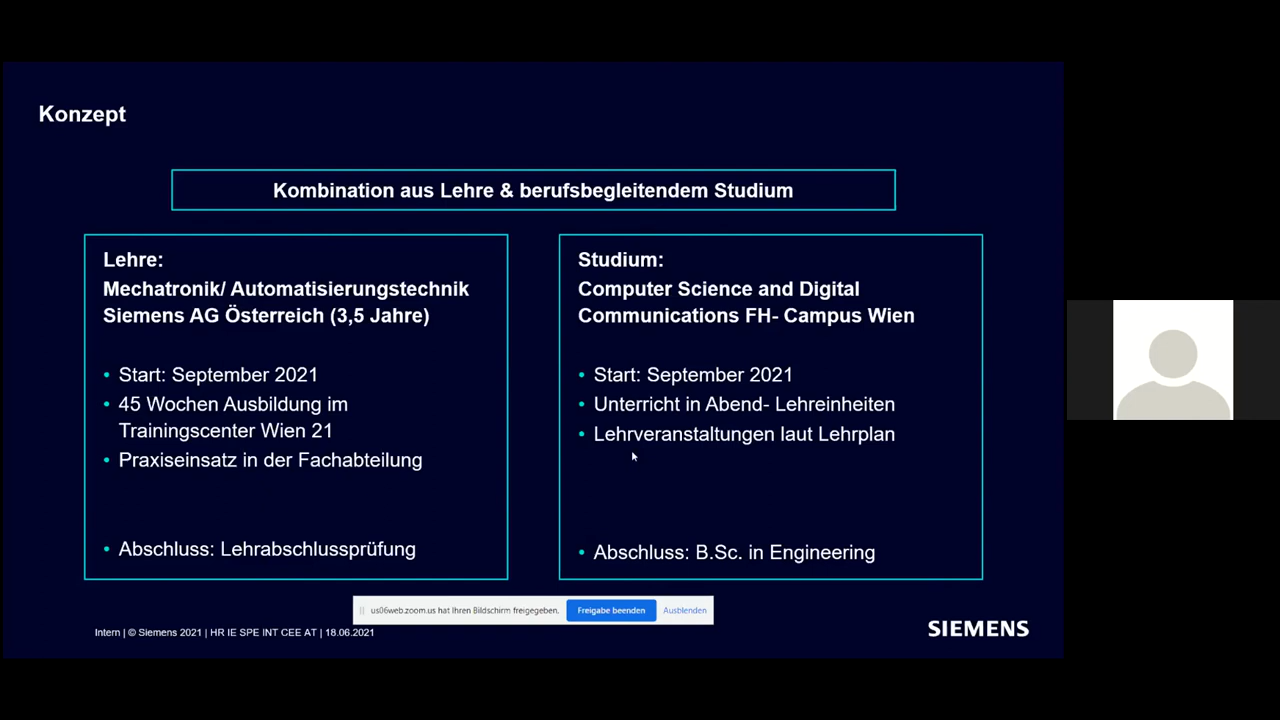 Konzept
Kombination aus Lehre & berufsbegleitendem Studium
Lehre:
Mechatronik/ Automatisierungstechnik
Siemens AG Österreich (3,5 Jahre)
• Start: September 2021
• 45 Wochen Ausbildung im
Trainingscenter Wien 21
• Praxiseinsatz in der Fachabteilung
• Abschluss: Lehrabschlussprüfung
Studium:
Computer Science and Digital
Communications FH- Campus Wien
• Start: September 2021
• Unterricht in Abend- Lehreinheiten
• Lehrveranstaltungen laut Lehrplan
• Abschluss: B.Sc. in Engineering
us06web.zoom.us hat Ihren Bildschirm freigegeben. Freigabe beenden Ausblenden
Intern | © Siemens 2021 | HR IE SPE INT CEE AT | 18.06.2021
SIEMENS